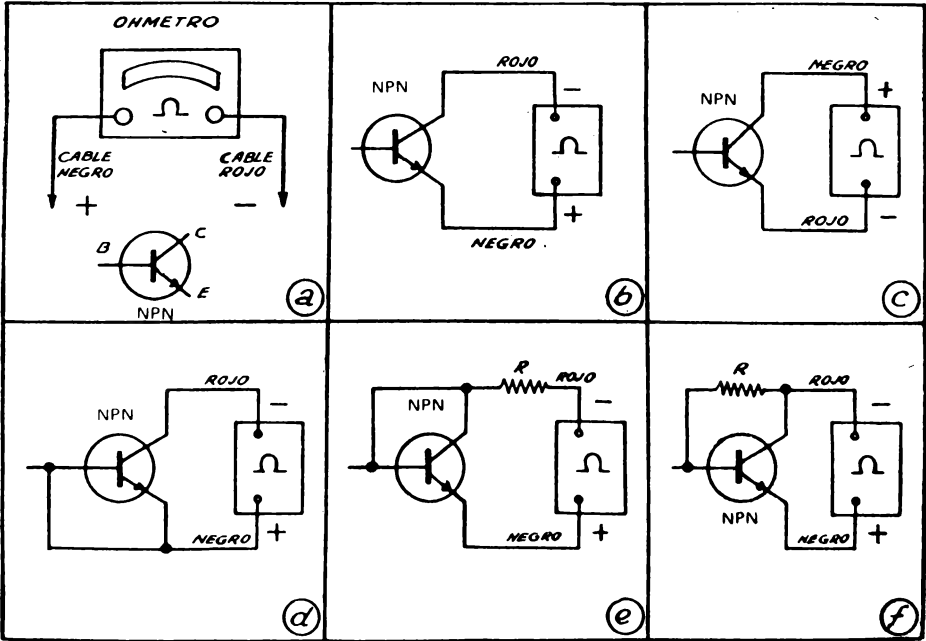 OHMETRO
Ω
CABLE
NEGRO
CABLE
ROJO
+
−
B
C
E
NPN
a
ROJO
NPN
−
Ω
+
NEGRO
b
NEGRO
NPN
+
Ω
ROJO
−
c
ROJO
NPN
−
Ω
NEGRO
+
d
R
ROJO
NPN
−
Ω
NEGRO
+
e
R
ROJO
−
Ω
NPN
NEGRO
+
f